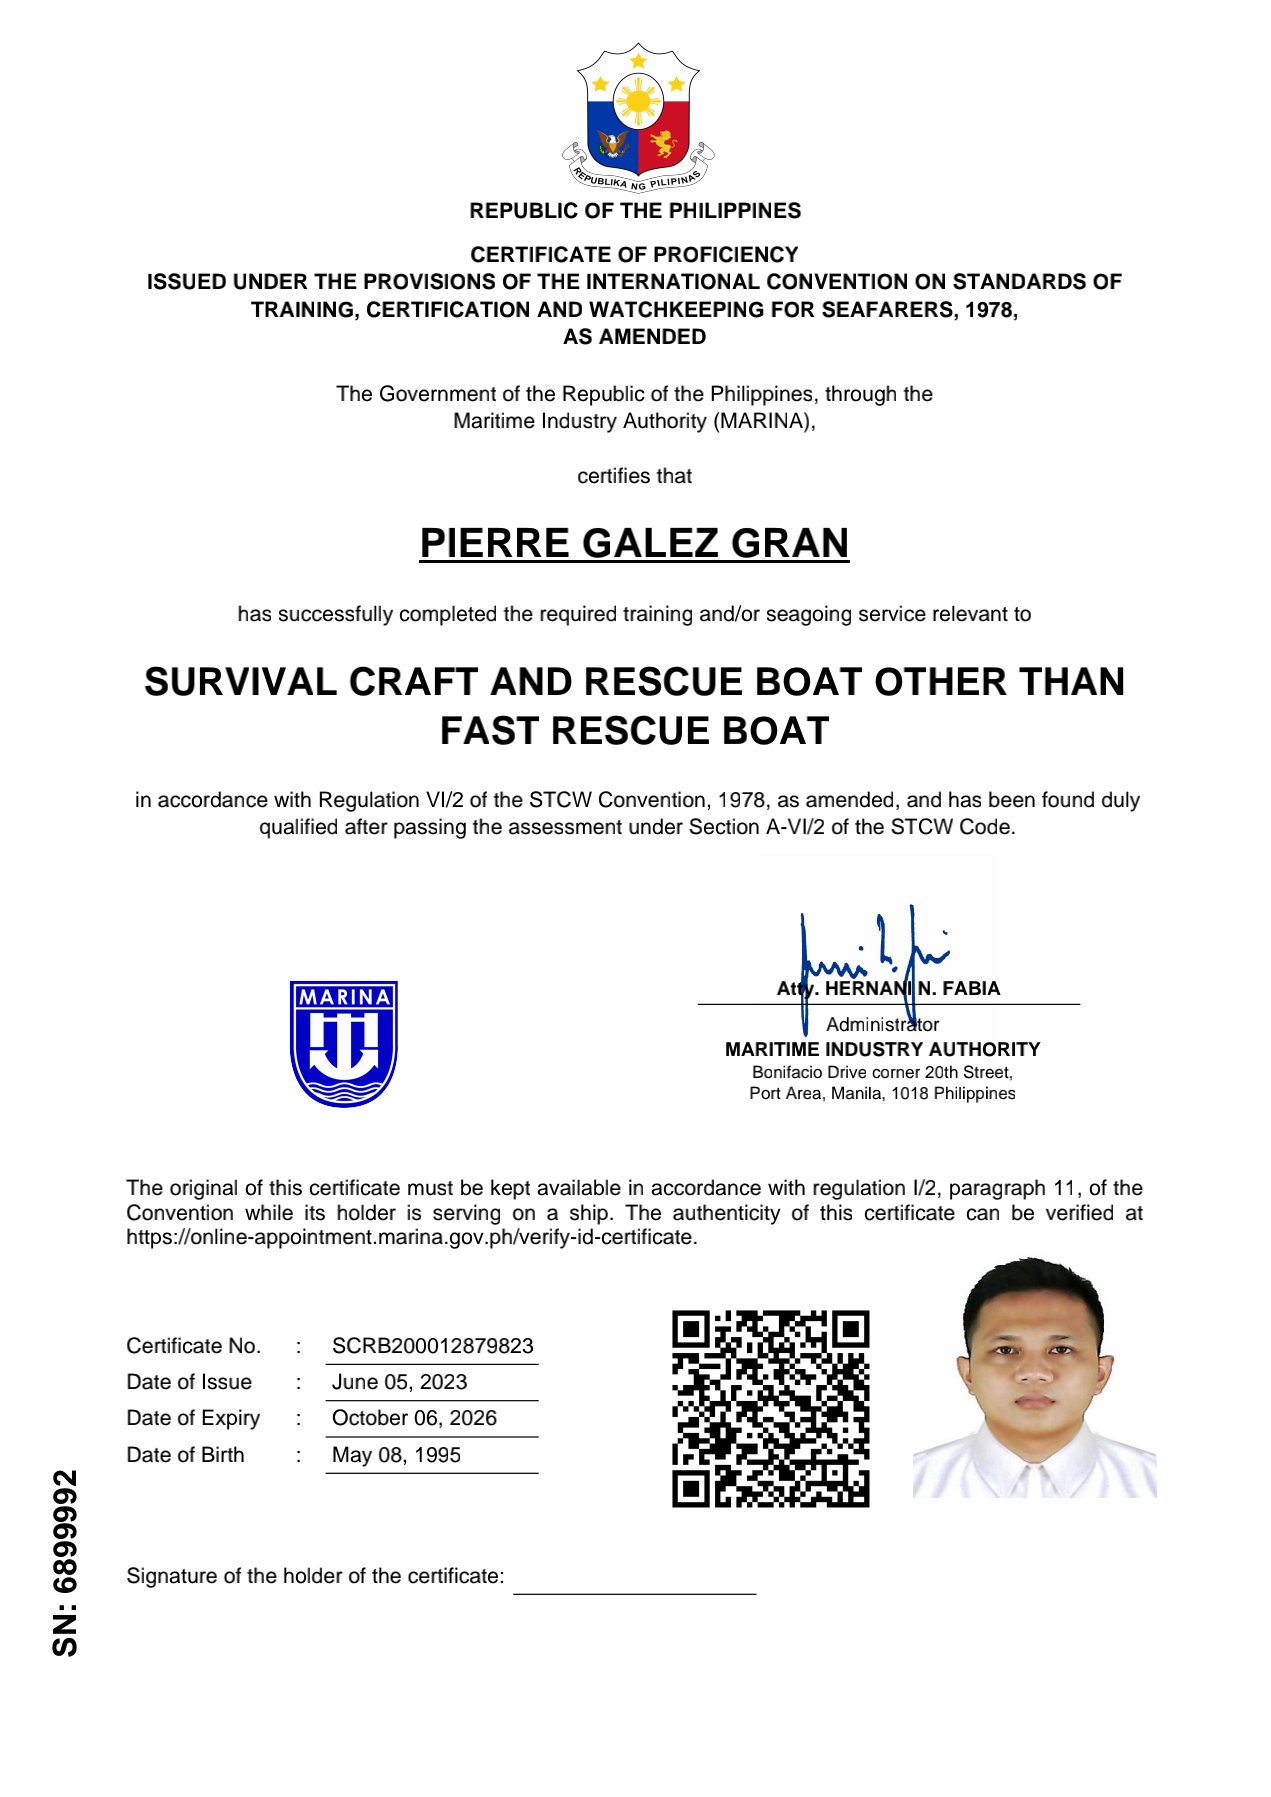 REPUBLIKA NG PILIPINAS
REPUBLIC OF THE PHILIPPINES
CERTIFICATE OF PROFICIENCY
ISSUED UNDER THE PROVISIONS OF THE INTERNATIONAL CONVENTION ON STANDARDS OF
TRAINING, CERTIFICATION AND WATCHKEEPING FOR SEAFARERS, 1978,
AS AMENDED
The Government of the Republic of the Philippines, through the
Maritime Industry Authority (MARINA),
certifies that
PIERRE GALEZ GRAN
has successfully completed the required training and/or seagoing service relevant to
SURVIVAL CRAFT AND RESCUE BOAT OTHER THAN
FAST RESCUE BOAT
in accordance with Regulation VI/2 of the STCW Convention, 1978, as amended, and has been found duly
qualified after passing the assessment under Section A-VI/2 of the STCW Code.
MARINA
Atty. HERNANI N. FABIA
Administrator
MARITIME INDUSTRY AUTHORITY
Bonifacio Drive corner 20th Street,
Port Area, Manila, 1018 Philippines
The original of this certificate must be kept available in accordance with regulation I/2, paragraph 11, of the
Convention while its holder is serving on a ship. The authenticity of this certificate can be verified at
https://online-appointment.marina.gov.ph/verify-id-certificate.
Certificate No. : SCRB200012879823
Date of Issue : June 05, 2023
Date of Expiry : October 06, 2026
Date of Birth : May 08, 1995
Signature of the holder of the certificate:
SN: 6899992